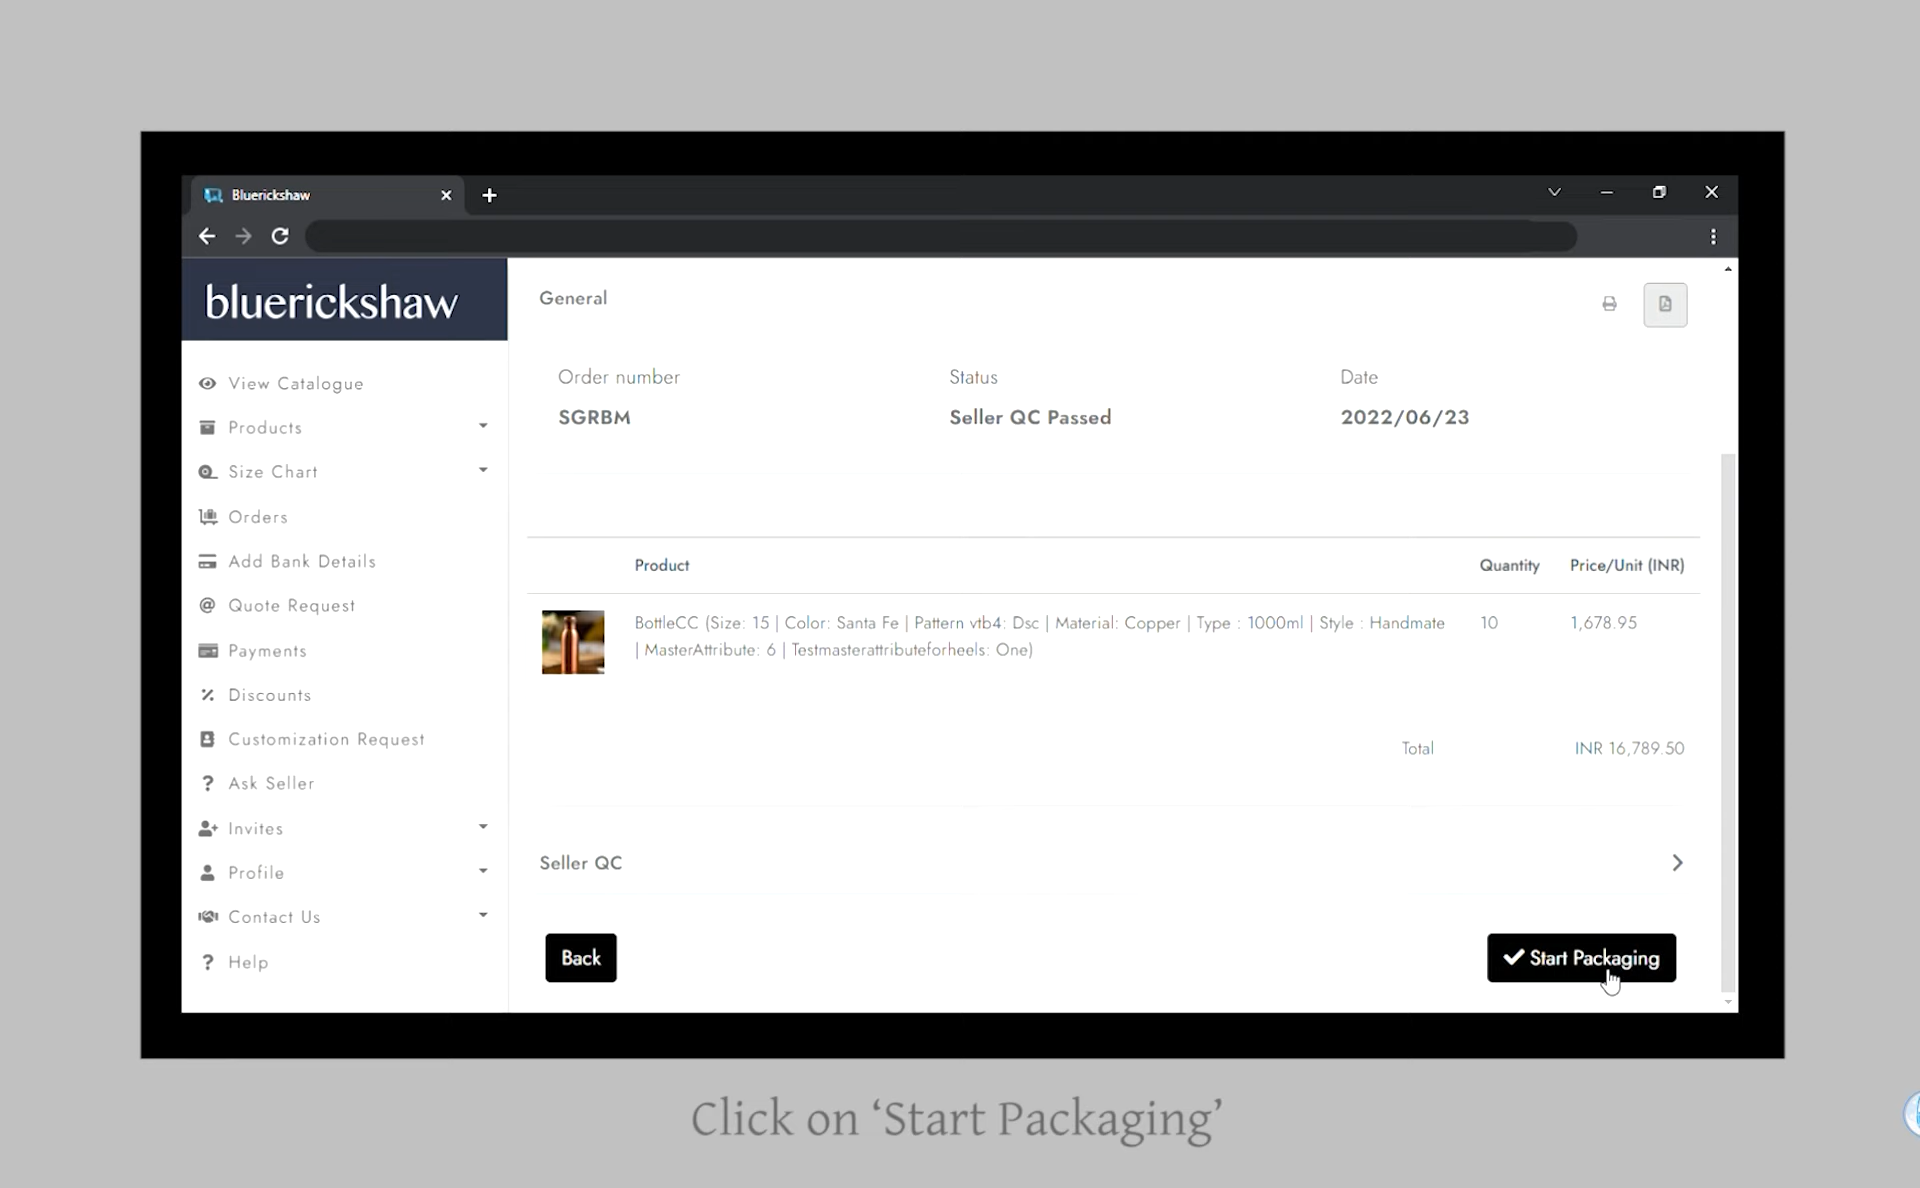 Bluerickshaw
bluerickshaw
View Catalogue
Products
Size Chart
Orders
Add Bank Details
Quote Request
Payments
Discounts
Customization Request
Ask Seller
Invites
Profile
Contact Us
Help
General
Order number
Status
Date
SGRBM
Seller QC Passed
2022/06/23
Product
Quantity
Price/Unit (INR)
BottleCC (Size: 15 | Color: Santa Fe | Pattern vtb4: Dsc | Material: Copper | Type : 1000ml | Style : Handmate
| MasterAttribute: 6 | Testmasterattributeforheels: One)
10
1,678.95
Total
INR 16,789.50
Seller QC
Back
Start Packaging
Click on ‘Start Packaging’